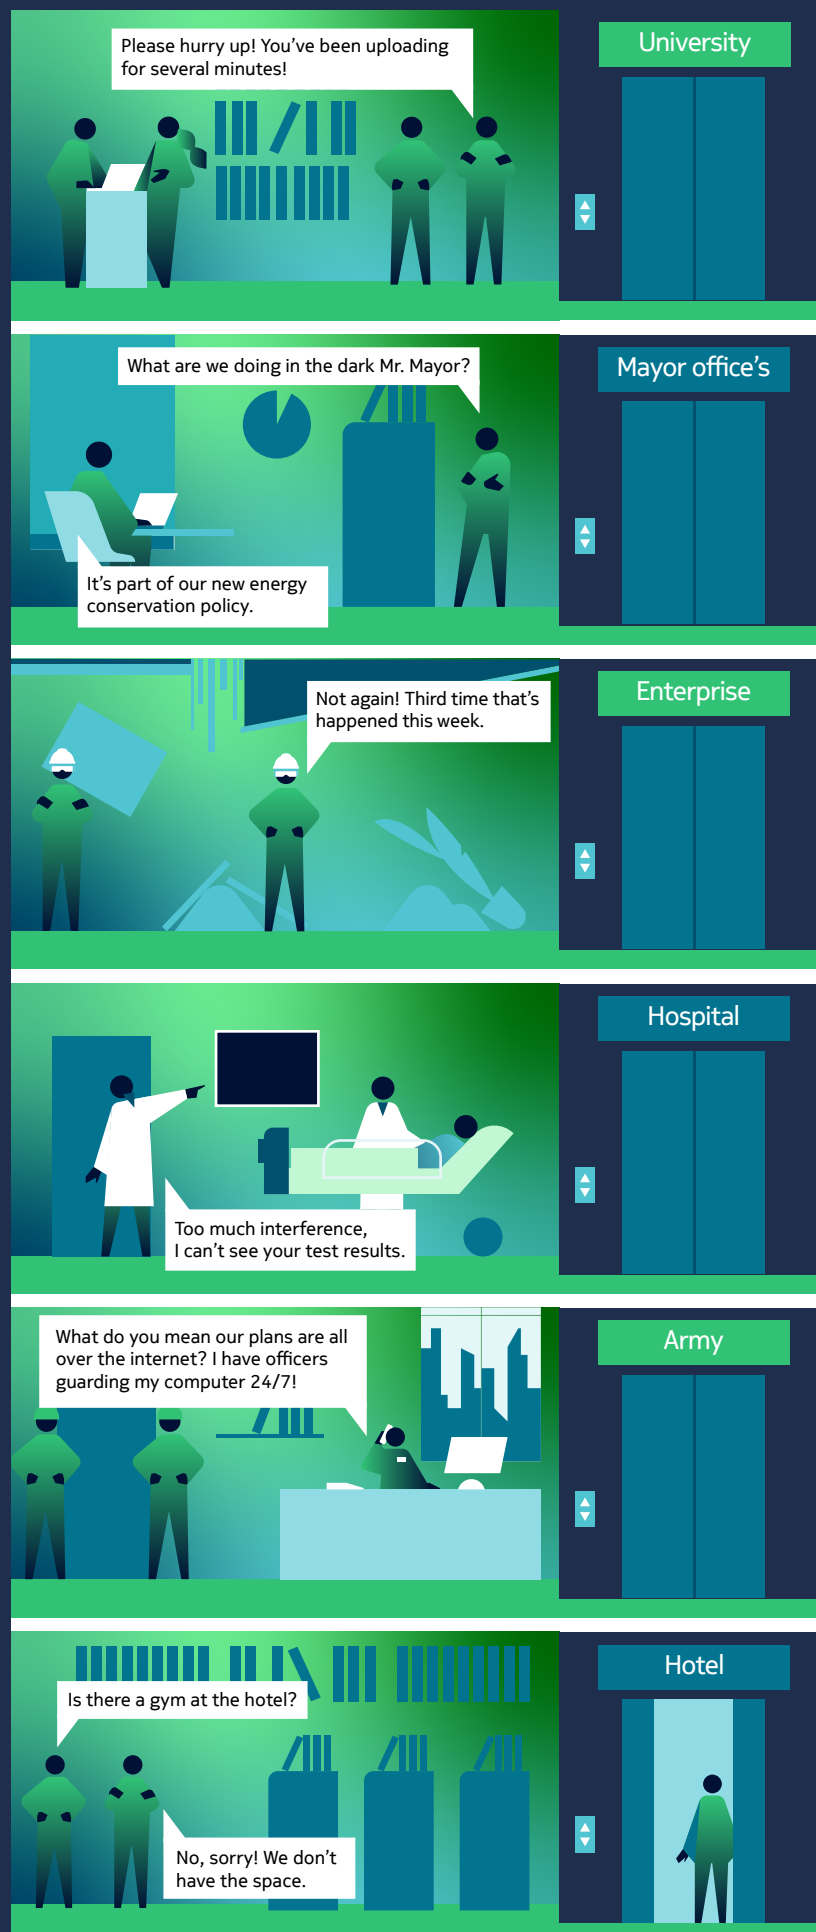 Please hurry up! You've been uploading
for several minutes!
University
What are we doing in the dark Mr. Mayor?
Mayor office's
It's part of our new energy
conservation policy.
Enterprise
Not again! Third time that's
happened this week.
Hospital
Too much interference,
I can't see your test results.
What do you mean our plans are all
over the internet? I have officers
guarding my computer 24/7!
Army
Hotel
Is there a gym at the hotel?
No, sorry! We don't
have the space.